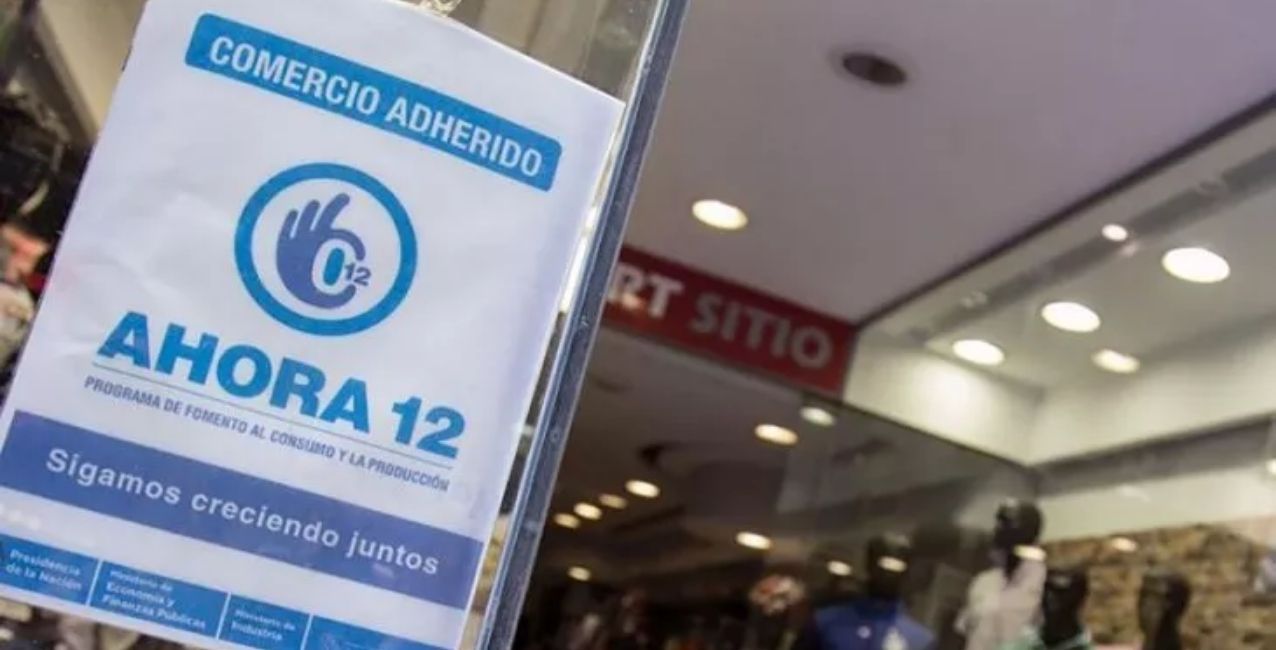 COMERCIO ADHERIDO
12
AHORA 12
PROGRAMA DE FOMENTO AL CONSUMO Y LA PRODUCCIÓN
Sigamos creciendo juntos
Presidencia
de la Nación
Ministerio de
Economía y
Finanzas Públicas
Ministerio de
Industria
RT SITIO